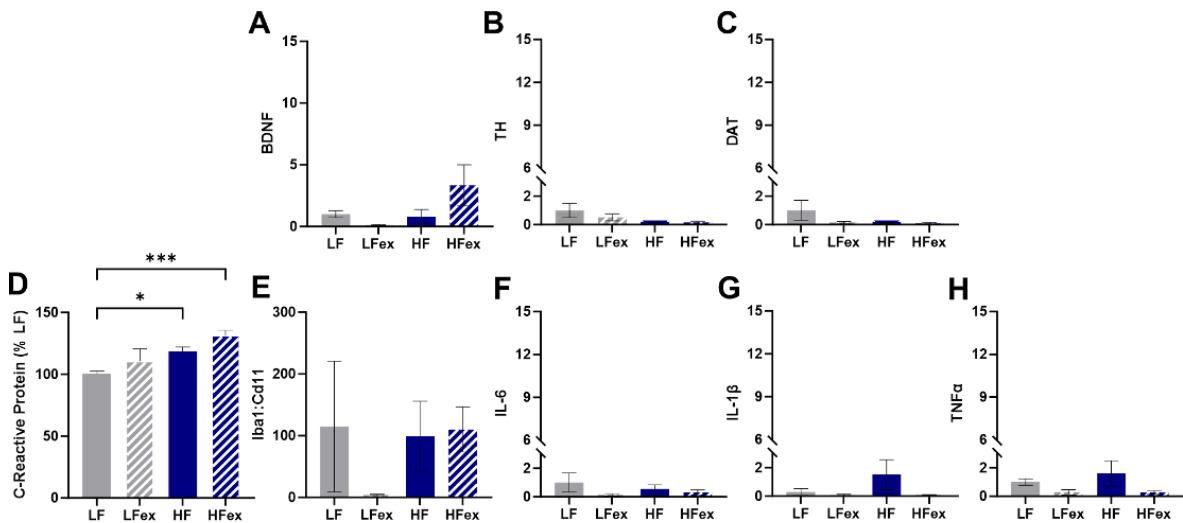 A
B
C
15
10
5
0
BDNF
LF LFex HF HFex
15
12
9
6
2
0
TH
LF LFex HF HFex
15
12
9
6
2
0
DAT
LF LFex HF HFex
D
E
F
G
H
***
*
150
100
50
0
C-Reactive Protein (% LF)
LF LFex HF HFex
300
200
100
0
Iba1:Cd11
LF LFex HF HFex
15
12
9
6
2
0
IL-6
LF LFex HF HFex
15
12
9
6
2
0
IL-1β
LF LFex HF HFex
15
12
9
6
2
0
TNFα
LF LFex HF HFex